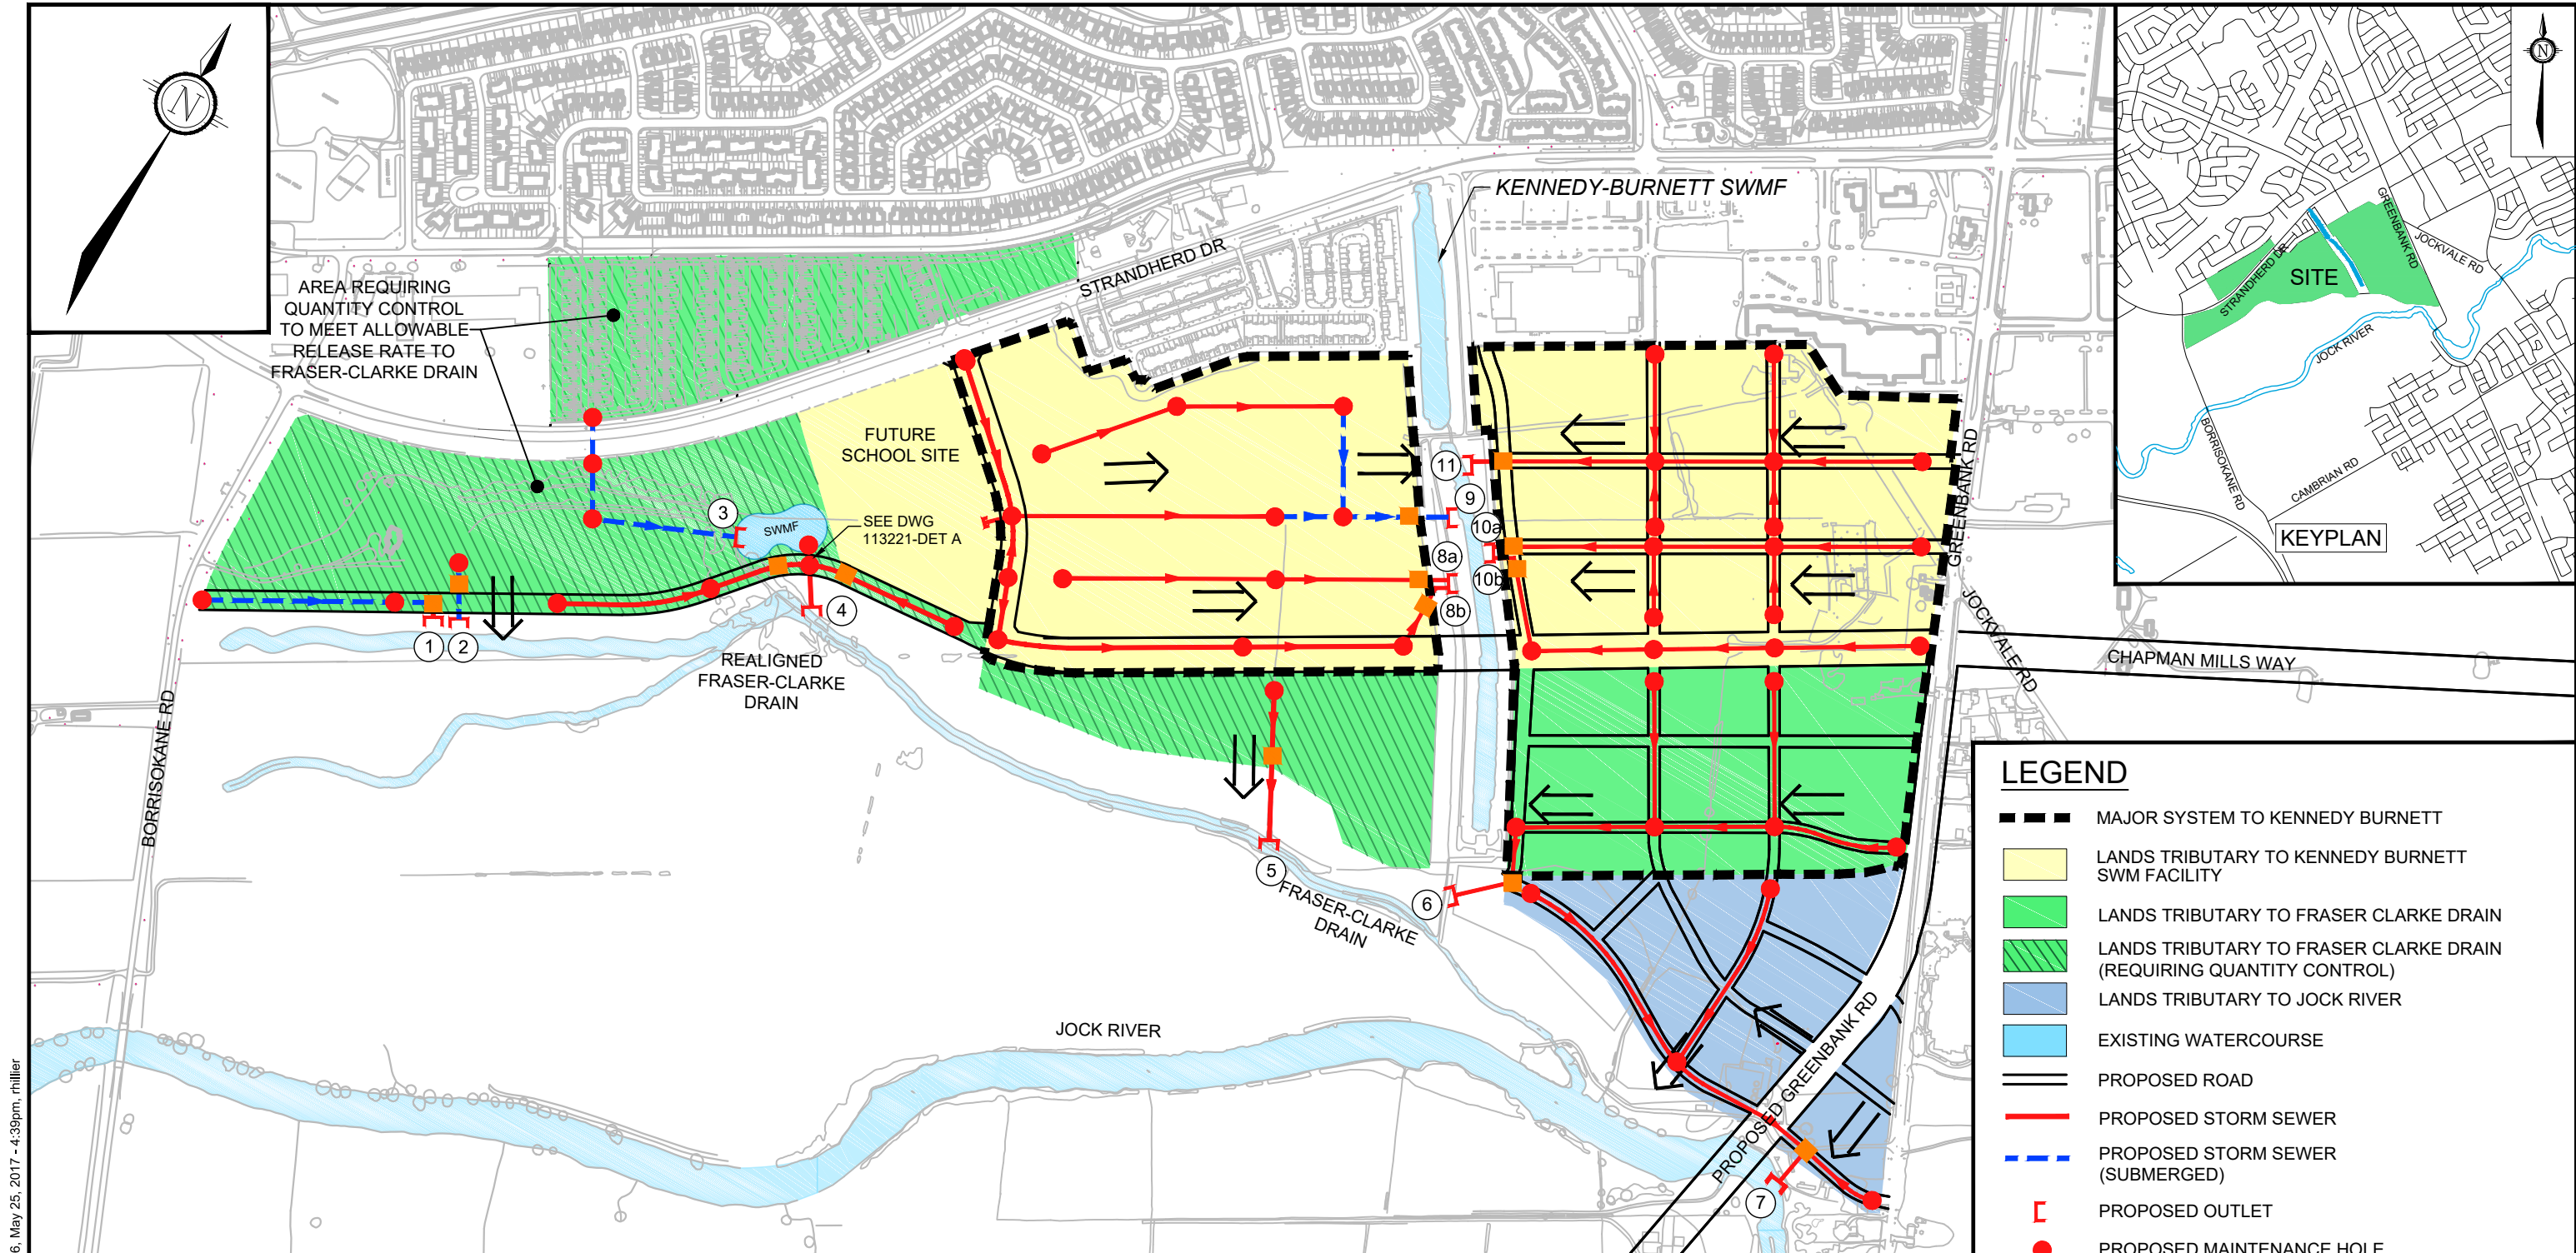 N
KENNEDY-BURNETT SWMF
STRANDHERD DR
AREA REQUIRING
QUANTITY CONTROL
TO MEET ALLOWABLE
RELEASE RATE TO
FRASER-CLARKE DRAIN
FUTURE
SCHOOL SITE
SWMF
SEE DWG
113221-DET A
3
4
1
2
REALIGNED
FRASER-CLARKE
DRAIN
BORRISOKANE RD
11
9
10a
8a
10b
8b
GREENBANK RD
JOCKVALE RD
CHAPMAN MILLS WAY
5
6
FRASER-CLARKE
DRAIN
JOCK RIVER
PROPOSED GREENBANK RD
7
N
GREENBANK RD
JOCKVALE RD
STRANDHERD DR
SITE
JOCK RIVER
BORRISOKANE RD
CAMBRIAN RD
KEYPLAN
LEGEND
MAJOR SYSTEM TO KENNEDY BURNETT
LANDS TRIBUTARY TO KENNEDY BURNETT
SWM FACILITY
LANDS TRIBUTARY TO FRASER CLARKE DRAIN
LANDS TRIBUTARY TO FRASER CLARKE DRAIN
(REQUIRING QUANTITY CONTROL)
LANDS TRIBUTARY TO JOCK RIVER
EXISTING WATERCOURSE
PROPOSED ROAD
PROPOSED STORM SEWER
PROPOSED STORM SEWER
(SUBMERGED)
PROPOSED OUTLET
PROPOSED MAINTENANCE HOLE
6, May 25, 2017 - 4:39pm, rhillier